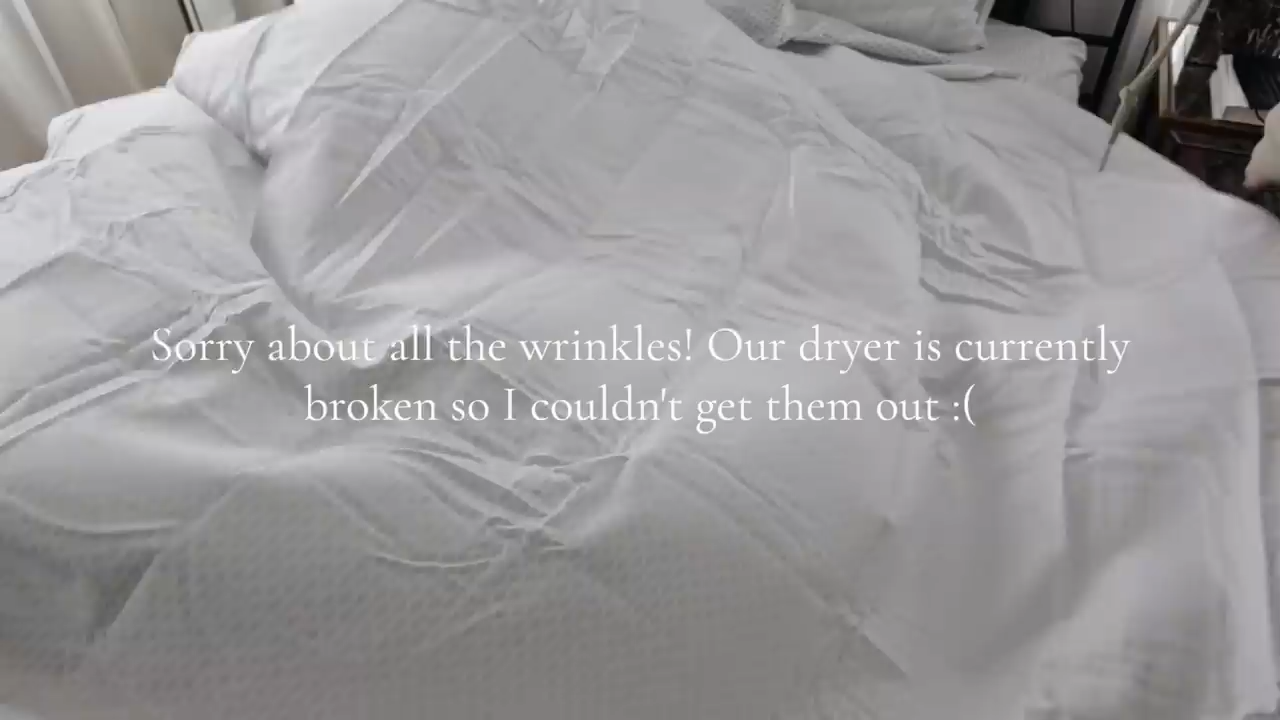 Sorry about all the wrinkles! Our dryer is currently
broken so I couldn't get them out :(